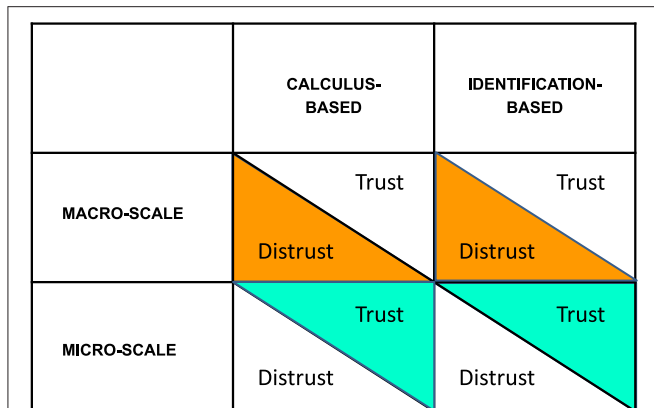 CALCULUS-
BASED
IDENTIFICATION-
BASED
MACRO-SCALE
Trust
Distrust
Trust
Distrust
MICRO-SCALE
Trust
Distrust
Trust
Distrust